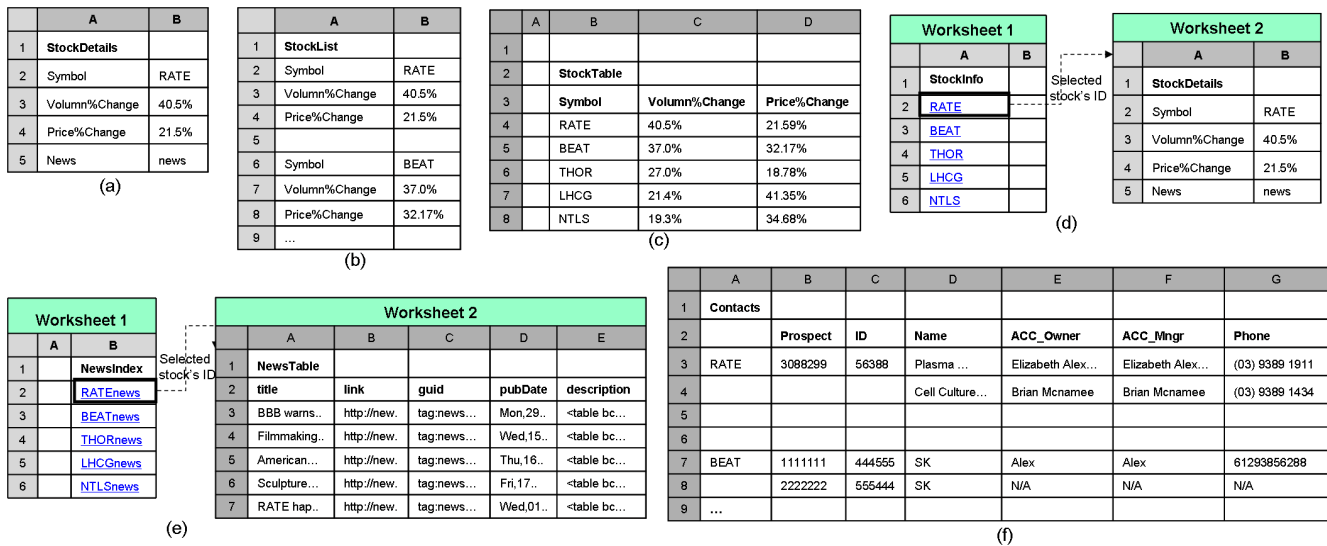 A B
1 StockDetails
2 Symbol RATE
3 Volumn%Change 40.5%
4 Price%Change 21.5%
5 News news
(a)
A B
1 StockList
2 Symbol RATE
3 Volumn%Change 40.5%
4 Price%Change 21.5%
5
6 Symbol BEAT
7 Volumn%Change 37.0%
8 Price%Change 32.17%
9 ...
(b)
A B C D
1
2 StockTable
3 Symbol Volumn%Change Price%Change
4 RATE 40.5% 21.59%
5 BEAT 37.0% 32.17%
6 THOR 27.0% 18.78%
7 LHCG 21.4% 41.35%
8 NTLS 19.3% 34.68%
(c)
Worksheet 1
A B
1 StockInfo
2 RATE
3 BEAT
4 THOR
5 LHCG
6 NTLS
Selected
stock's ID
Worksheet 2
A B
1 StockDetails
2 Symbol RATE
3 Volumn%Change 40.5%
4 Price%Change 21.5%
5 News news
(d)
Worksheet 1
A B
1 NewsIndex
2 RATEnews
3 BEATnews
4 THORnews
5 LHCGnews
6 NTLSnews
Selected
stock's ID
Worksheet 2
A B C D E
1 NewsTable
2 title link guid pubDate description
3 BBB warns.. http://new. tag:news... Mon,29.. <table bc...
4 Filmmaking.. http://new. tag:news... Wed,15.. <table bc...
5 American... http://new. tag:news... Thu,16.. <table bc...
6 Sculpture... http://new. tag:news... Fri,17.. <table bc...
7 RATE hap.. http://new. tag:news... Wed,01.. <table bc...
(e)
A B C D E F G
1 Contacts
2 Prospect ID Name ACC_Owner ACC_Mngr Phone
3 RATE 3088299 56388 Plasma ... Elizabeth Alex... Elizabeth Alex... (03) 9389 1911
4 Cell Culture... Brian Mcnamee Brian Mcnamee (03) 9389 1434
5
6
7 BEAT 1111111 444555 SK Alex Alex 61293856288
8 2222222 555444 SK N/A N/A N/A
9 ...
(f)